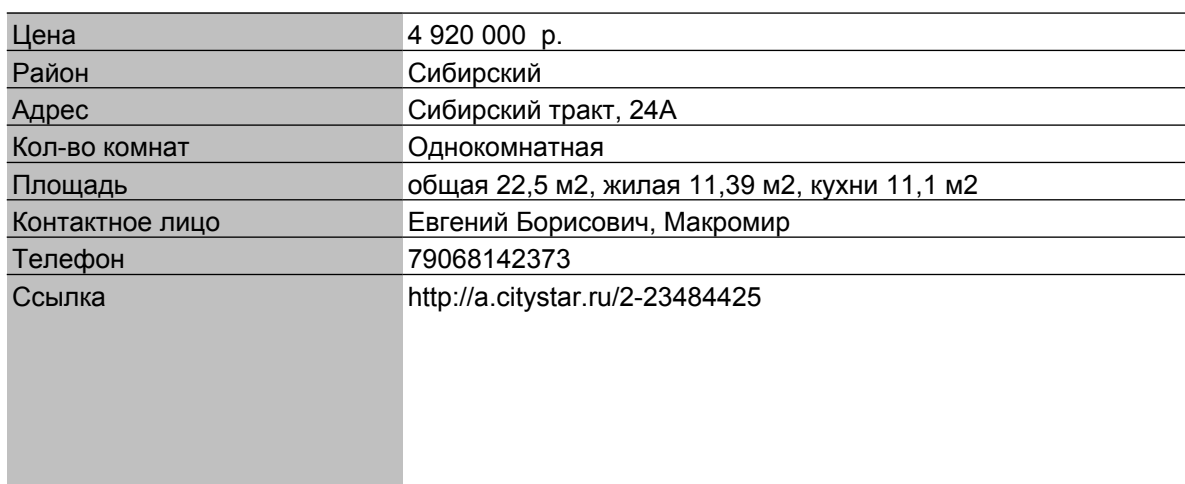 Цена 4 920 000 р.
Район Сибирский
Адрес Сибирский тракт, 24А
Кол-во комнат Однокомнатная
Площадь общая 22,5 м2, жилая 11,39 м2, кухни 11,1 м2
Контактное лицо Евгений Борисович, Макромир
Телефон 79068142373
Ссылка http://a.citystar.ru/2-23484425